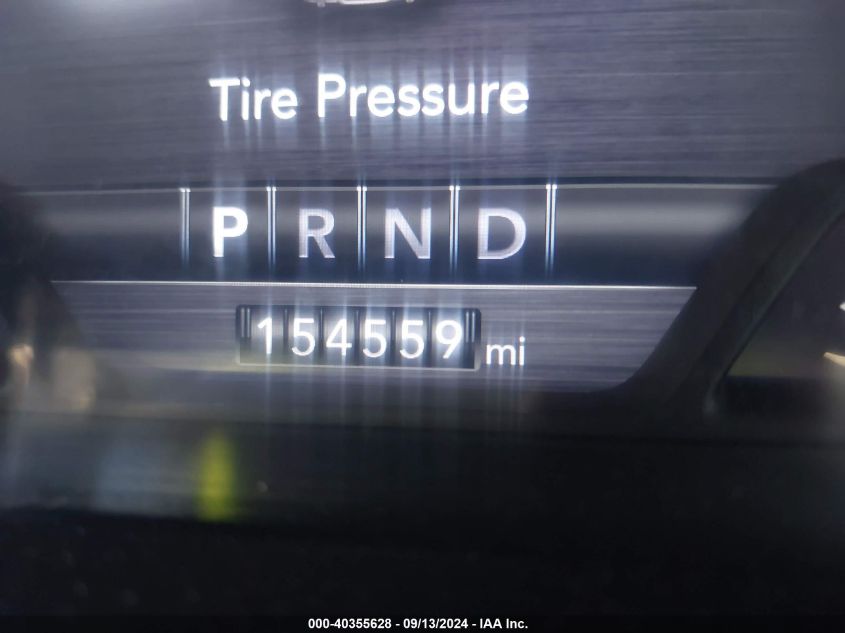 Tire Pressure
P R N D
154559 mi
000-40355628 - 09/13/2024 - IAA Inc.